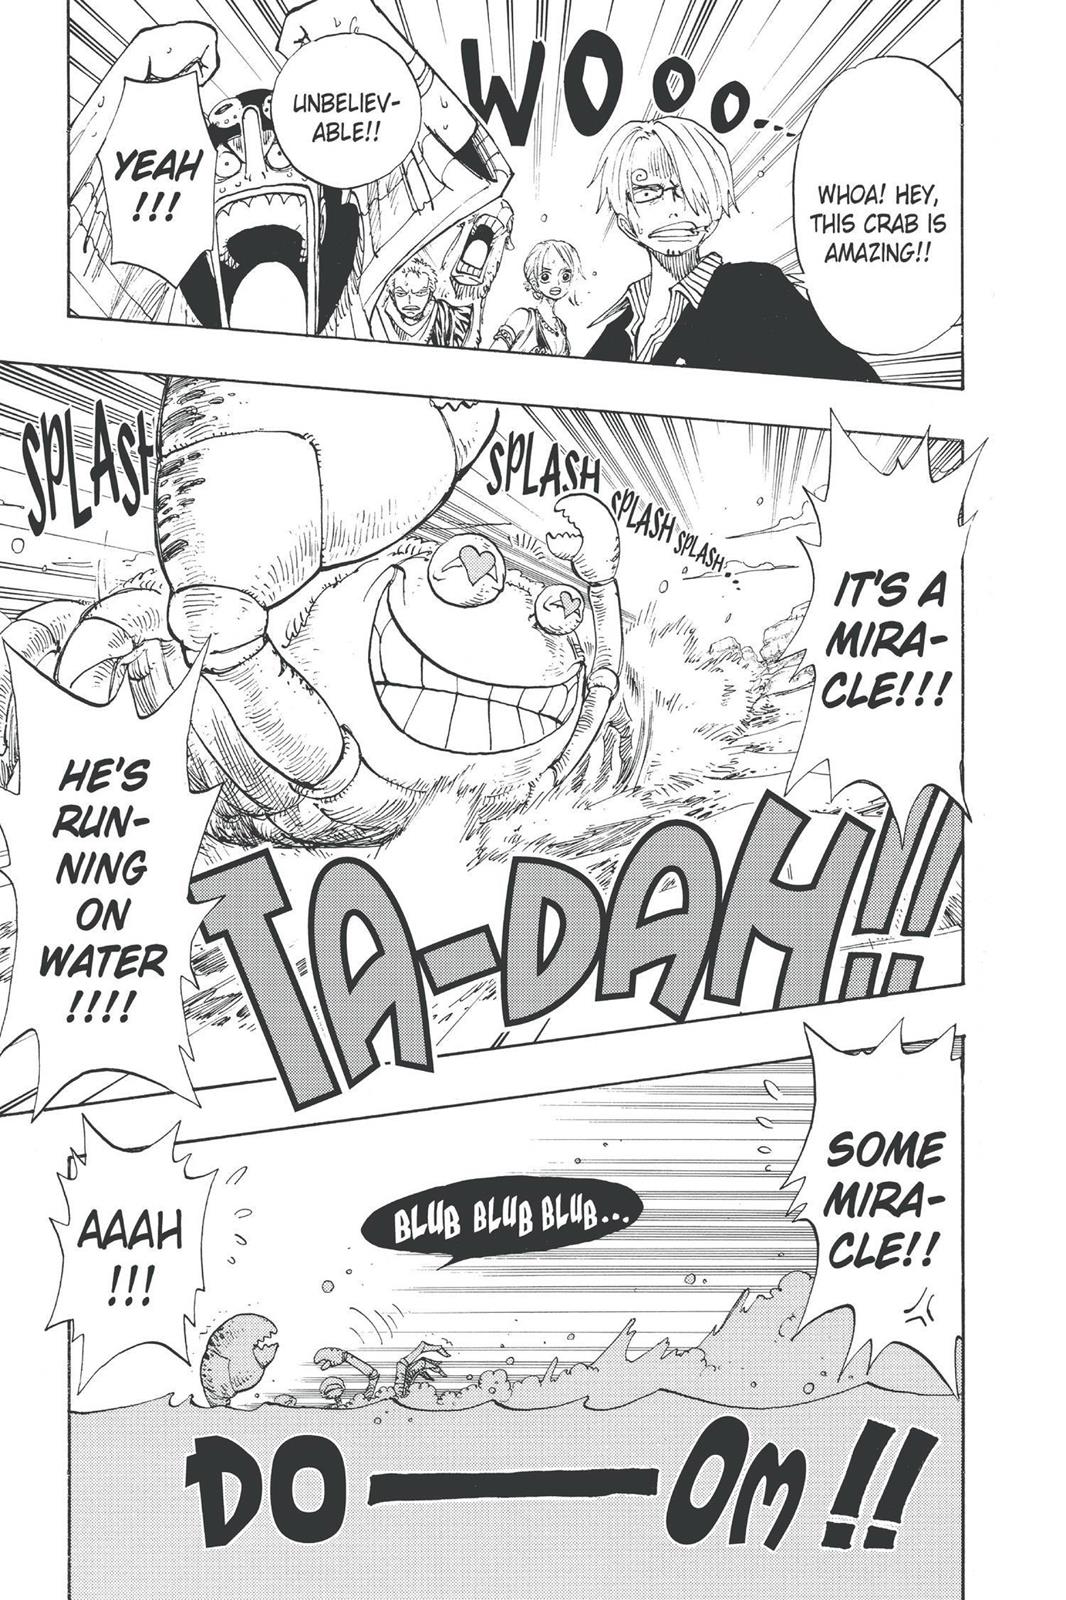 WHOA! HEY,
THIS CRAB IS
AMAZING!!
WOOO...
UNBELIEV-
ABLE!!
YEAH
!!!
IT'S A
MIRA-
CLE!!!
SPLASH
SPLASH
SPLASH
SPLASH...
HE'S
RUN-
NING
ON
WATER
!!!!
TA-DAH!!
SOME
MIRA-
CLE!!
BLUB BLUB BLUB...
AAAH
!!!
DO—OM!!